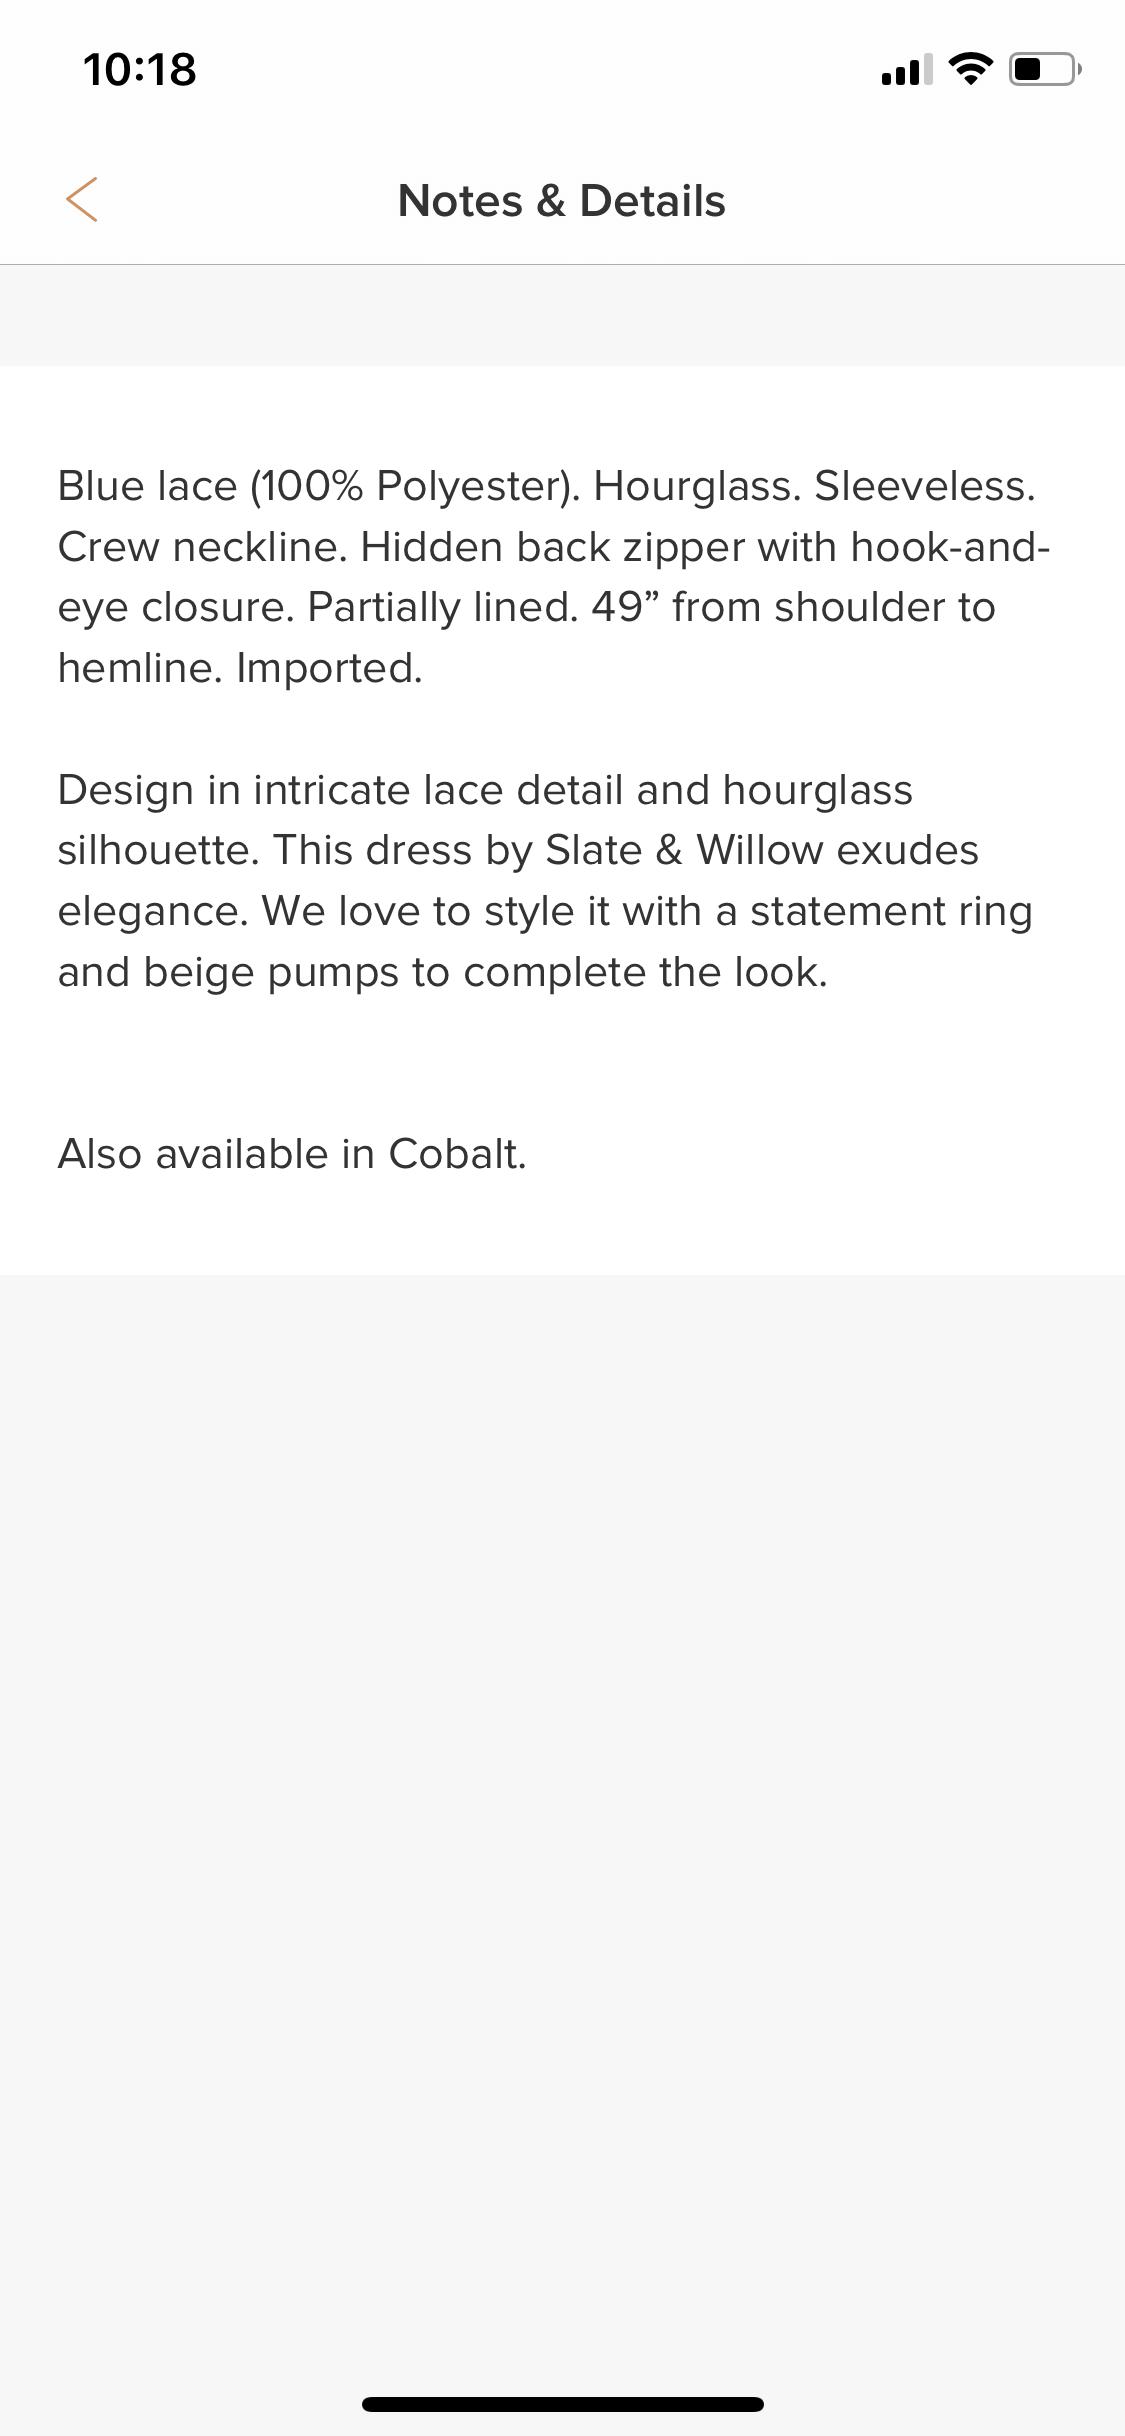 10:18
Notes & Details
Blue lace (100% Polyester). Hourglass. Sleeveless.
Crew neckline. Hidden back zipper with hook-and-
eye closure. Partially lined. 49” from shoulder to
hemline. Imported.
Design in intricate lace detail and hourglass
silhouette. This dress by Slate & Willow exudes
elegance. We love to style it with a statement ring
and beige pumps to complete the look.
Also available in Cobalt.